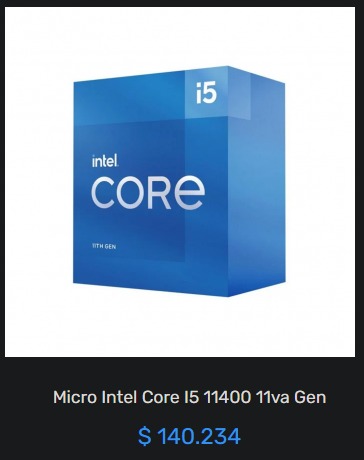 i5
intel.
CORE
11TH GEN
Micro Intel Core I5 11400 11va Gen
$ 140.234